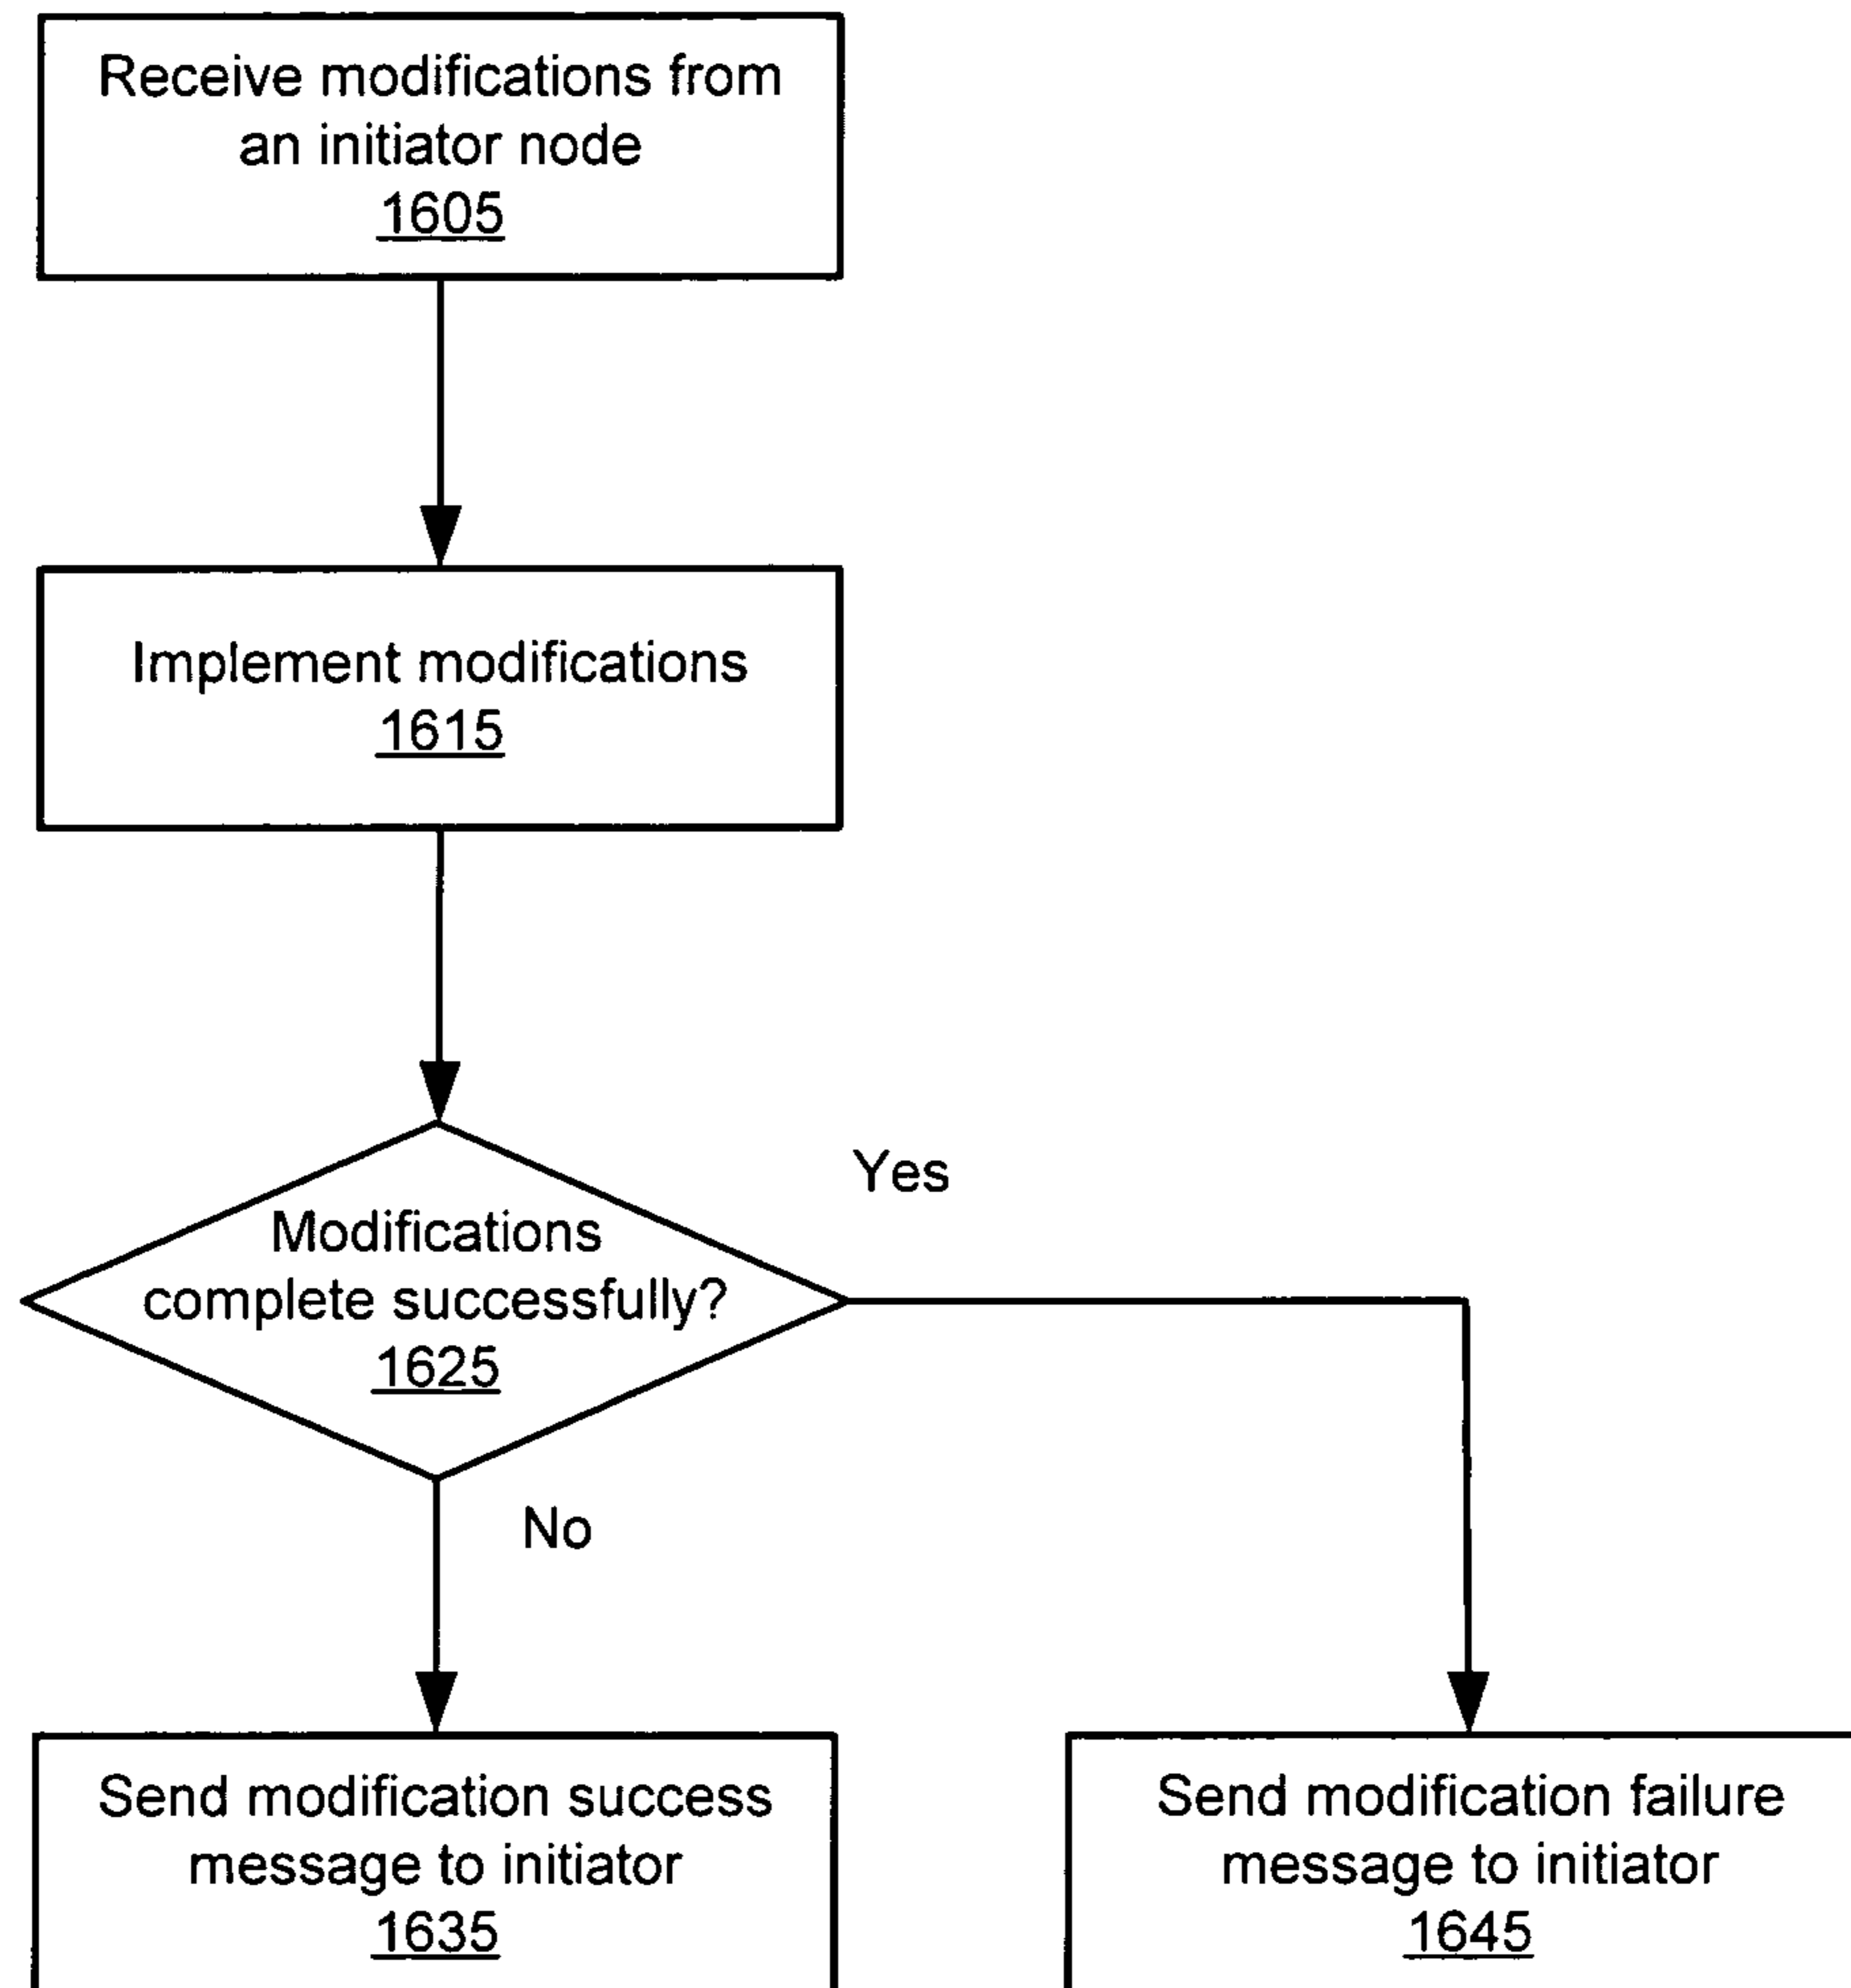 Receive modifications from
an initiator node
1605
Implement modifications
1615
Modifications
complete successfully?
1625
Yes
No
Send modification success
message to initiator
1635
Send modification failure
message to initiator
1645